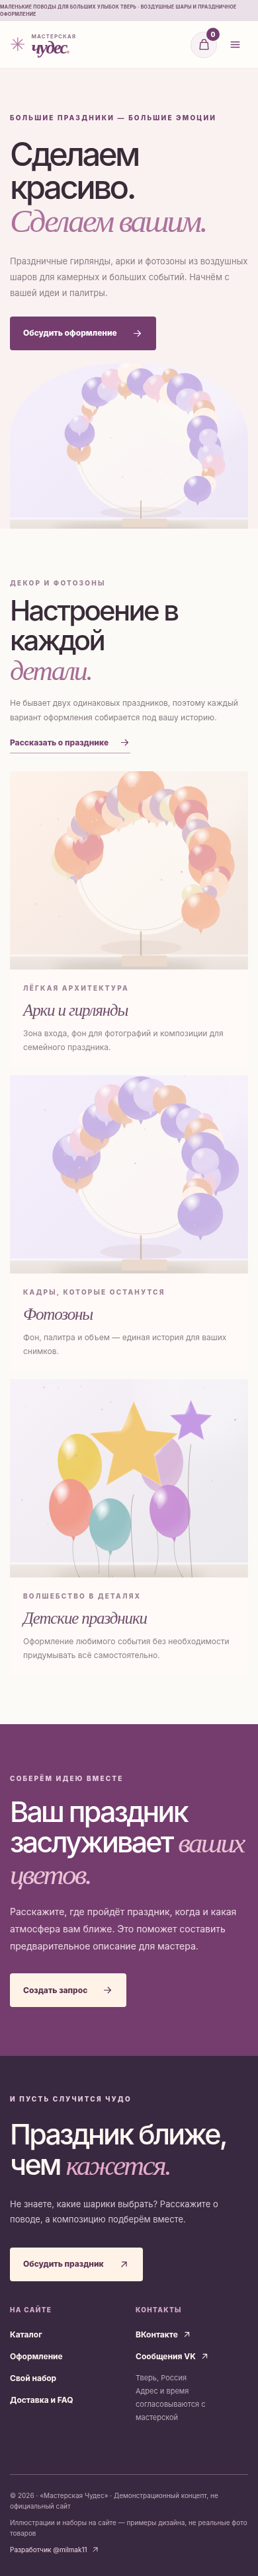 МАЛЕНЬКИЕ ПОВОДЫ ДЛЯ БОЛЬШИХ УЛЫБОК ТВЕРЬ · ВОЗДУШНЫЕ ШАРЫ И ПРАЗДНИЧНОЕ
ОФОРМЛЕНИЕ
МАСТЕРСКАЯ
чудес.
0
БОЛЬШИЕ ПРАЗДНИКИ — БОЛЬШИЕ ЭМОЦИИ
Сделаем
красиво.
Сделаем вашим.
Праздничные гирлянды, арки и фотозоны из воздушных
шаров для камерных и больших событий. Начнём с
вашей идеи и палитры.
Обсудить оформление →
ДЕКОР И ФОТОЗОНЫ
Настроение в
каждой
детали.
Не бывает двух одинаковых праздников, поэтому каждый
вариант оформления собирается под вашу историю.
Рассказать о празднике →
ЛЁГКАЯ АРХИТЕКТУРА
Арки и гирлянды
Зона входа, фон для фотографий и композиции для
семейного праздника.
КАДРЫ, КОТОРЫЕ ОСТАНУТСЯ
Фотозоны
Фон, палитра и объем — единая история для ваших
снимков.
ВОЛШЕБСТВО В ДЕТАЛЯХ
Детские праздники
Оформление любимого события без необходимости
придумывать всё самостоятельно.
СОБЕРЁМ ИДЕЮ ВМЕСТЕ
Ваш праздник
заслуживает ваших
цветов.
Расскажите, где пройдёт праздник, когда и какая
атмосфера вам ближе. Это поможет составить
предварительное описание для мастера.
Создать запрос →
И ПУСТЬ СЛУЧИТСЯ ЧУДО
Праздник ближе,
чем кажется.
Не знаете, какие шарики выбрать? Расскажите о
поводе, а композицию подберём вместе.
Обсудить праздник ↗
НА САЙТЕ
Каталог
Оформление
Свой набор
Доставка и FAQ
КОНТАКТЫ
ВКонтакте ↗
Сообщения VK ↗
Тверь, Россия
Адрес и время
согласовываются с
мастерской
© 2026 · «Мастерская Чудес» · Демонстрационный концепт, не
официальный сайт
Иллюстрации и наборы на сайте — примеры дизайна, не реальные фото
товаров
Разработчик @milmak11 ↗